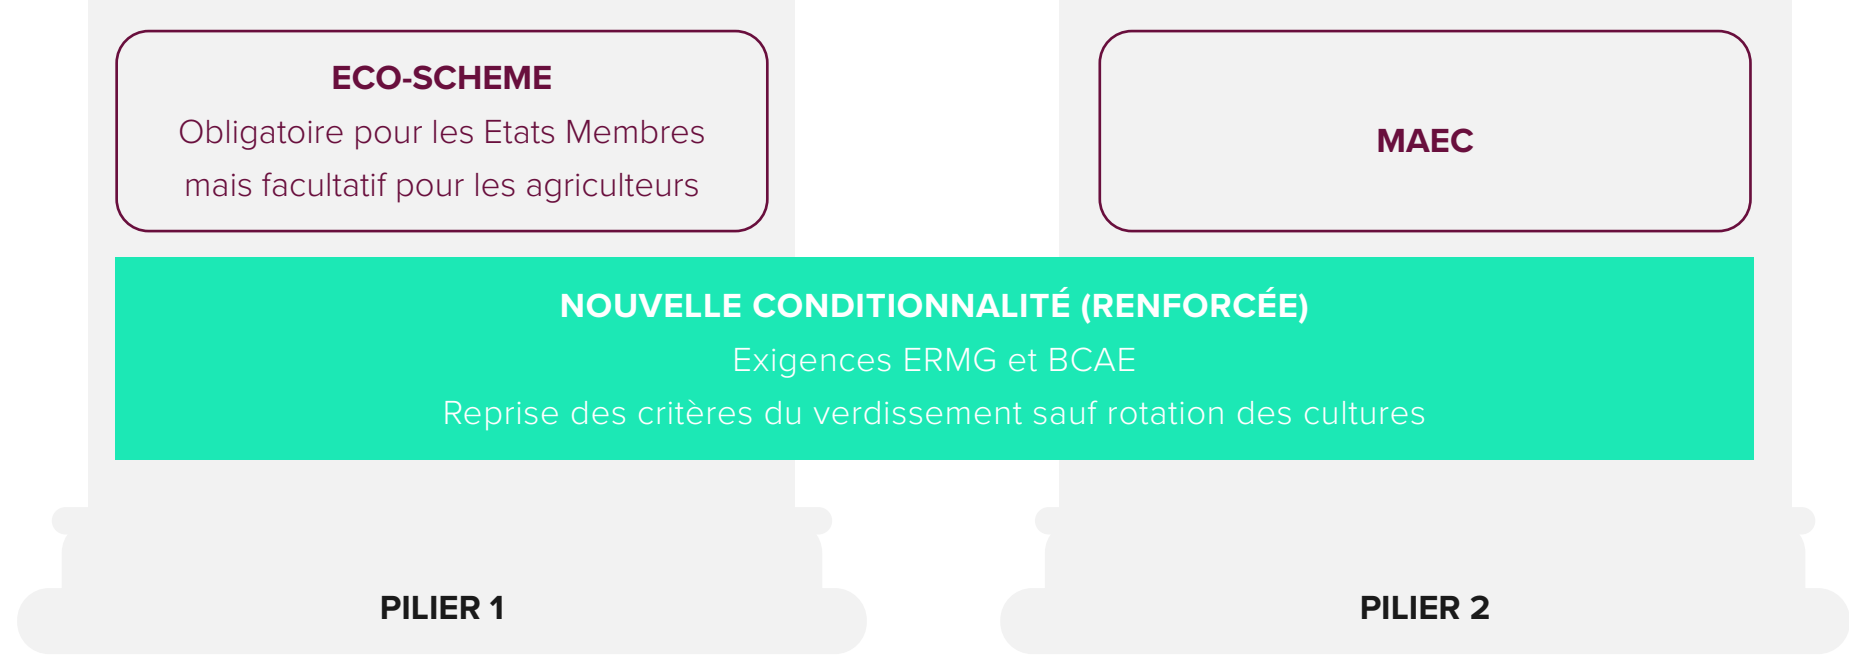 ECO-SCHEME
Obligatoire pour les Etats Membres
mais facultatif pour les agriculteurs
MAEC
NOUVELLE CONDITIONNALITÉ (RENFORCÉE)
Exigences ERMG et BCAE
Reprise des critères du verdissement sauf rotation des cultures
PILIER 1
PILIER 2